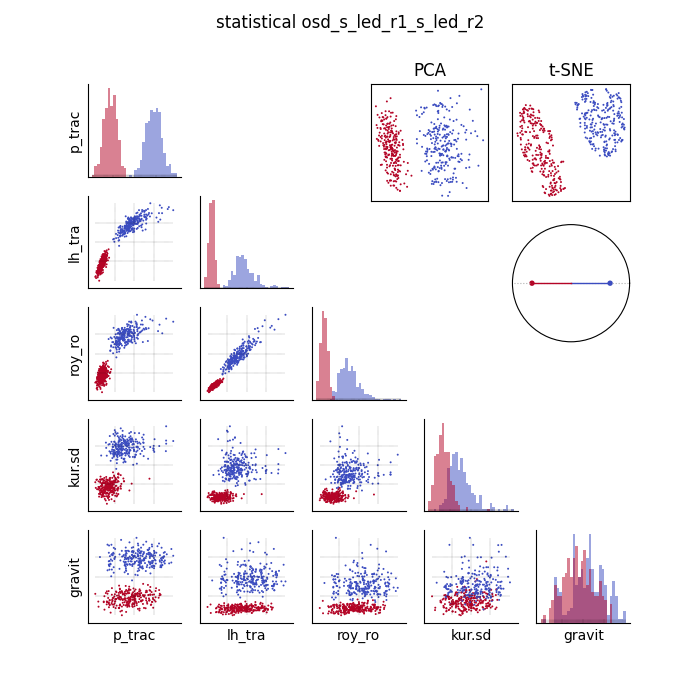 statistical osd_s_led_r1_s_led_r2
PCA
t-SNE
p_trac
lh_tra
roy_ro
kur.sd
gravit
p_trac
lh_tra
roy_ro
kur.sd
gravit